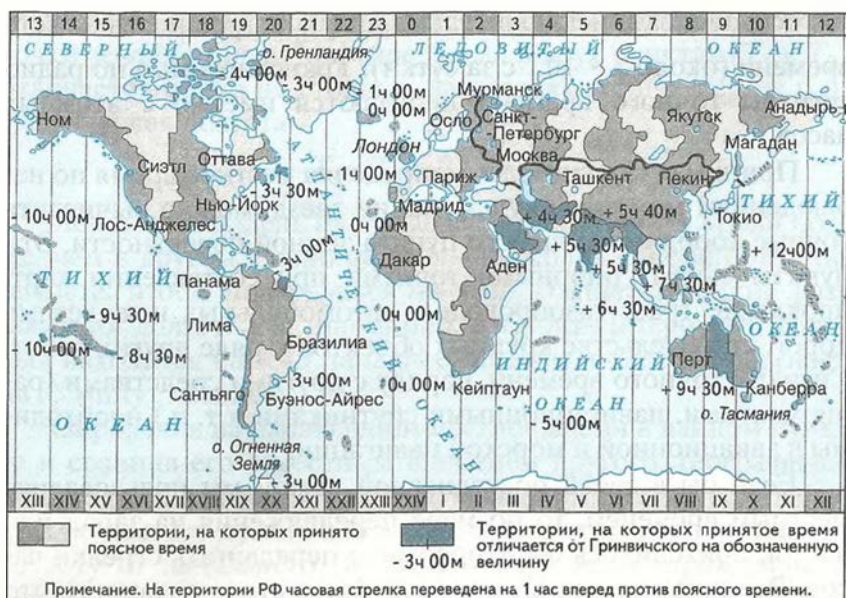 13 14 15 16 17 18 19 20 21 22 23 0 1 2 3 4 5 6 7 8 9 10 11 12
СЕВЕРНЫЙ ЛЕДОВИТЫЙ ОКЕАН
о. Гренландия
4ч 00м
3ч 00м
- 1ч 00м
0ч 00м
Мурманск
Ном
Осло
Санкт-
-Петербург
Якутск
Анадырь
Магадан
Сиэтл
Оттава
Лондон
Москва
- 3ч 30м
- 1ч 00м
Париж
Ташкент
Пекин
Нью-Йорк
Мадрид
+ 4ч 30м
+ 5ч 40м
Токио
ТИХИЙ
- 10ч 00м
Лос-Анджелес
0ч 00м
+ 5ч 30м
+ 12ч00м
АТЛАНТИЧЕСКИЙ
3ч 00м
Дакар
Аден
+ 5ч 30м
ТИХИЙ
Панама
+ 7ч 30м
- 9ч 30м
Лима
0ч 00м
+ 6ч 30м
- 10ч 00м
- 8ч 30м
Бразилиа
ИНДИЙСКИЙ
ОКЕАН
Перт
Сантьяго
- 3ч 00м
0ч 00м
Кейптаун
ОКЕАН
+ 9ч 30м
Канберра
Буэнос-Айрес
- 5ч 00м
о. Тасмания
ОКЕАН
о. Огненная
Земля
ОКЕАН
- 3ч 00м
XIII XIV XV XVI XVII XVIII XIX XX XXI XXII XXIII XXIV I II III IV V VI VII VIII IX X XI XII
Территории, на которых принято
поясное время
Территории, на которых принятое время
отличается от Гринвичского на обозначенную
- 3ч 00м величину
Примечание. На территории РФ часовая стрелка переведена на 1 час вперед против поясного времени.